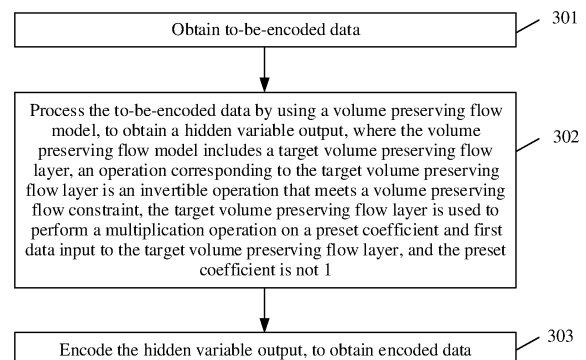 Obtain to-be-encoded data
301
Process the to-be-encoded data by using a volume preserving flow
model, to obtain a hidden variable output, where the volume
preserving flow model includes a target volume preserving flow
layer, an operation corresponding to the target volume preserving
flow layer is an invertible operation that meets a volume preserving
flow constraint, the target volume preserving flow layer is used to
perform a multiplication operation on a preset coefficient and first
data input to the target volume preserving flow layer, and the preset
coefficient is not 1
302
Encode the hidden variable output, to obtain encoded data
303